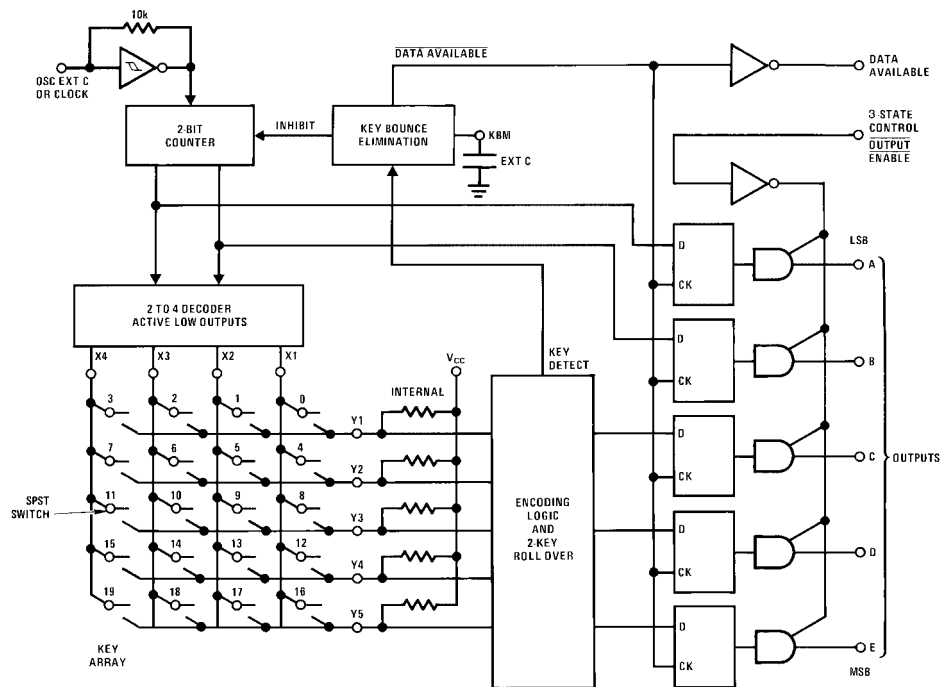 10k
OSC EXT C
OR CLOCK
2-BIT
COUNTER
INHIBIT
KEY BOUNCE
ELIMINATION
DATA AVAILABLE
KBM
EXT C
DATA
AVAILABLE
3-STATE
CONTROL
OUTPUT
ENABLE
2 TO 4 DECODER
ACTIVE LOW OUTPUTS
X4 X3 X2 X1
VCC
INTERNAL
KEY
DETECT
3 2 1 0 Y1
7 6 5 4 Y2
11 10 9 8 Y3
15 14 13 12 Y4
19 18 17 16 Y5
SPST
SWITCH
KEY
ARRAY
ENCODING
LOGIC
AND
2-KEY
ROLL OVER
D
CK
LSB
A
D
CK
B
D
CK
C
OUTPUTS
D
CK
D
D
CK
E
MSB